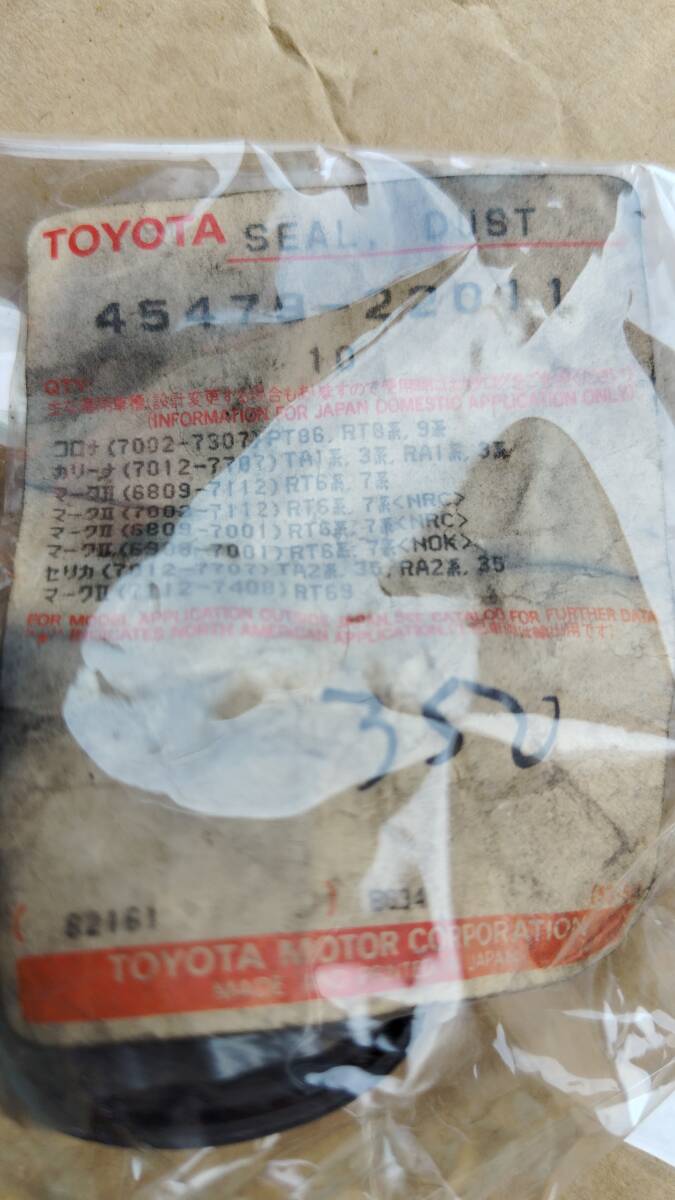 TOYOTA SEAL, DUST
45479-22011
10
QTY:
(INFORMATION FOR JAPAN DOMESTIC APPLICATION ONLY)
コロナ(7002-7307)PT86, RT8系, 9系
カリーナ(7012-7707)TA1系, 3系, RA1系, 3系
マークⅡ(6809-7112)RT6系, 7系
マークⅡ(7002-7112)RT6系, 7系<NRC>
マークⅡ(6809-7001)RT6系, 7系<NRC>
マークⅡ(6908-7001)RT6系, 7系<NOK>
セリカ(7012-7707)TA2系, 35, RA2系, 35
マークⅡ(7012-7408)RT69
FOR MODEL APPLICATION OUTSIDE JAPAN SEE CATALOG FOR FURTHER DATA
"*" INDICATES NORTH AMERICAN APPLICATION.
350
( 82161 )
TOYOTA MOTOR CORPORATION
MADE AND PRINTED JAPAN